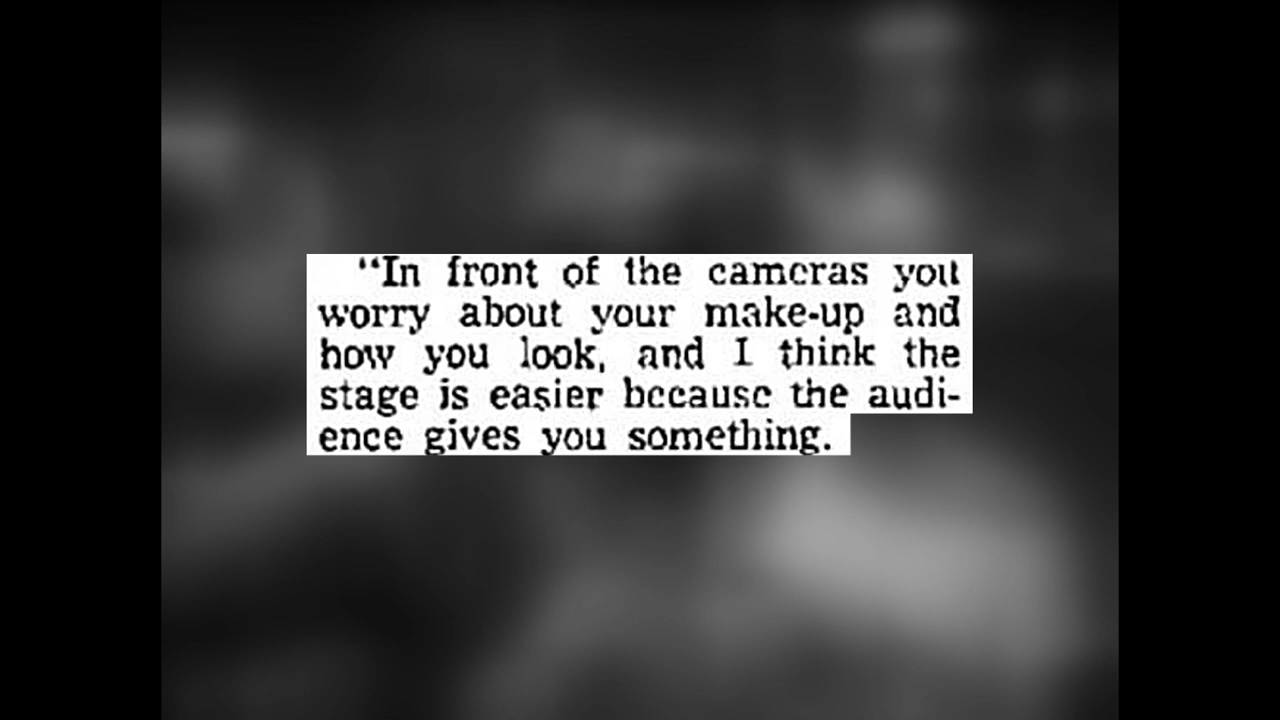 “In front of the cameras you
worry about your make-up and
how you look, and I think the
stage is easier because the audi-
ence gives you something.